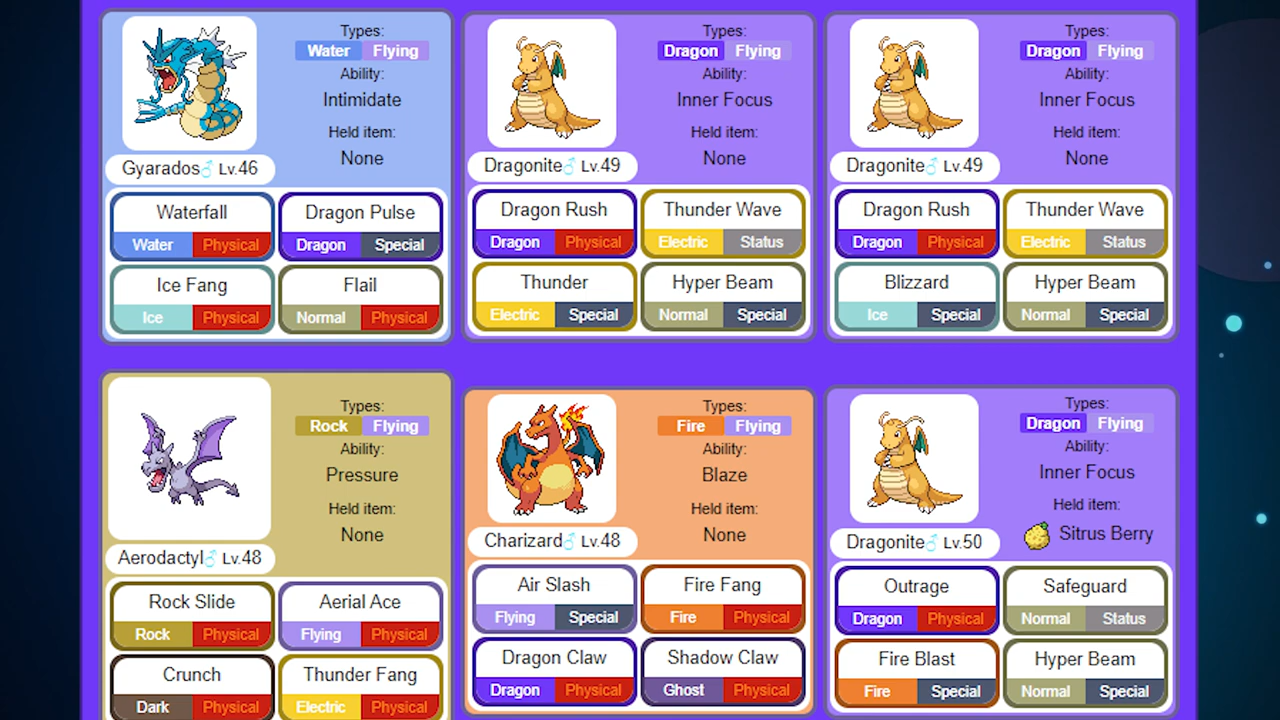 Types:
Water Flying
Ability:
Intimidate
Held item:
None
Gyarados♂ Lv.46
Waterfall
Water Physical
Dragon Pulse
Dragon Special
Ice Fang
Ice Physical
Flail
Normal Physical
Types:
Dragon Flying
Ability:
Inner Focus
Held item:
None
Dragonite♂ Lv.49
Dragon Rush
Dragon Physical
Thunder Wave
Electric Status
Thunder
Electric Special
Hyper Beam
Normal Special
Types:
Dragon Flying
Ability:
Inner Focus
Held item:
None
Dragonite♂ Lv.49
Dragon Rush
Dragon Physical
Thunder Wave
Electric Status
Blizzard
Ice Special
Hyper Beam
Normal Special
Types:
Rock Flying
Ability:
Pressure
Held item:
None
Aerodactyl♂ Lv.48
Rock Slide
Rock Physical
Aerial Ace
Flying Physical
Crunch
Dark Physical
Thunder Fang
Electric Physical
Types:
Fire Flying
Ability:
Blaze
Held item:
None
Charizard♂ Lv.48
Air Slash
Flying Special
Fire Fang
Fire Physical
Dragon Claw
Dragon Physical
Shadow Claw
Ghost Physical
Types:
Dragon Flying
Ability:
Inner Focus
Held item:
Sitrus Berry
Dragonite♂ Lv.50
Outrage
Dragon Physical
Safeguard
Normal Status
Fire Blast
Fire Special
Hyper Beam
Normal Special